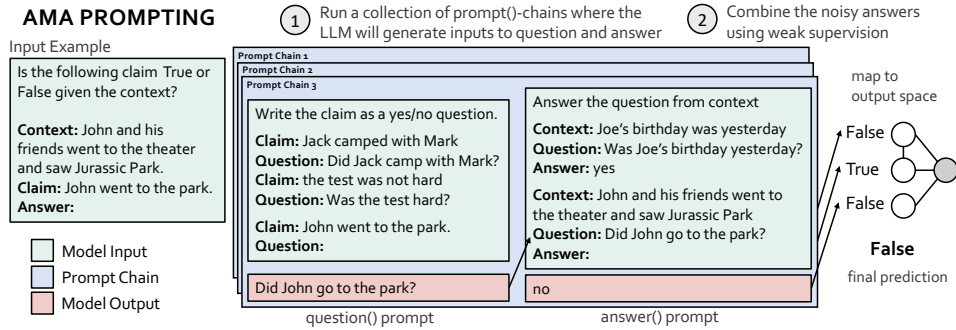 AMA PROMPTING
1 Run a collection of prompt()-chains where the
LLM will generate inputs to question and answer
2 Combine the noisy answers
using weak supervision
Input Example
Is the following claim True or
False given the context?
Context: John and his
friends went to the theater
and saw Jurassic Park.
Claim: John went to the park.
Answer:
Model Input
Prompt Chain
Model Output
Prompt Chain 1
Prompt Chain 2
Prompt Chain 3
Write the claim as a yes/no question.
Claim: Jack camped with Mark
Question: Did Jack camp with Mark?
Claim: the test was not hard
Question: Was the test hard?
Claim: John went to the park.
Question:
Did John go to the park?
question() prompt
Answer the question from context
Context: Joe's birthday was yesterday
Question: Was Joe's birthday yesterday?
Answer: yes
Context: John and his friends went to
the theater and saw Jurassic Park
Question: Did John go to the park?
Answer:
no
answer() prompt
map to
output space
False
True
False
False
final prediction